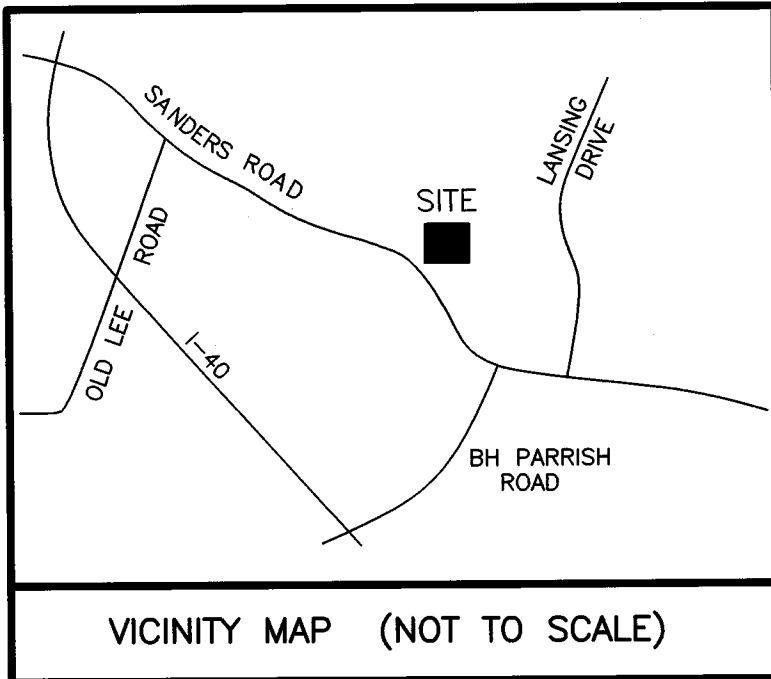 SANDERS ROAD
LANSING
DRIVE
SITE
OLD LEE ROAD
I-40
BH PARRISH
ROAD
VICINITY MAP (NOT TO SCALE)